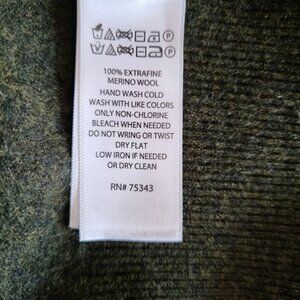 100% EXTRAFINE
MERINO WOOL
HAND WASH COLD
WASH WITH LIKE COLORS
ONLY NON-CHLORINE
BLEACH WHEN NEEDED
DO NOT WRING OR TWIST
DRY FLAT
LOW IRON IF NEEDED
OR DRY CLEAN
RN# 75343